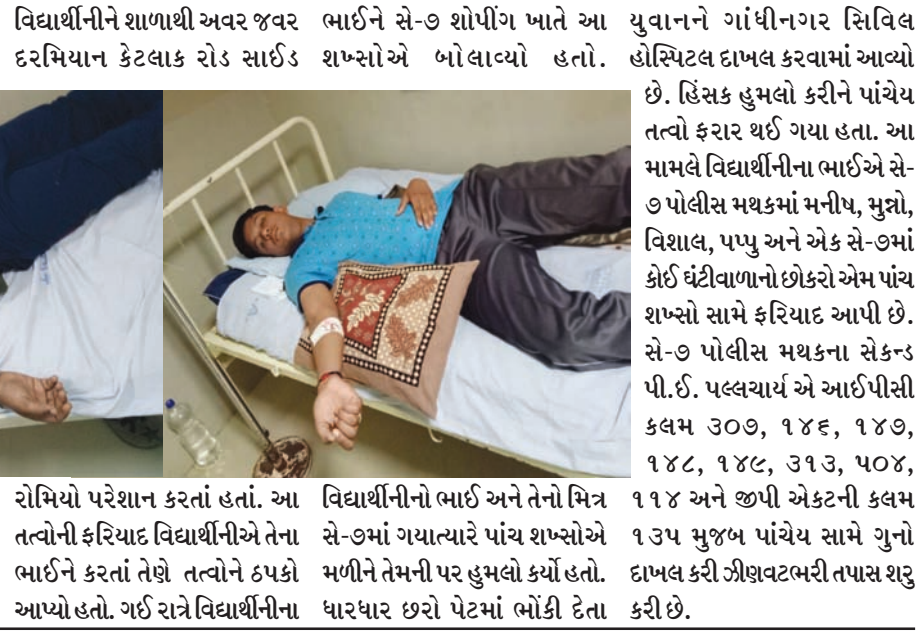 વિદ્યાર્થીનીને શાળાથી અવર જવર
દરમિયાન કેટલાક રોડ સાઈડ
રોમિયો પરેશાન કરતાં હતાં. આ
તત્વોની ફરિયાદ વિદ્યાર્થીનીએ તેના
ભાઈને કરતાં તેણે તત્વોને ઠપકો
આપ્યો હતો. ગઈ રાત્રે વિદ્યાર્થીનીના
ભાઈને સે-૭ શોપીંગ ખાતે આ
શખ્સોએ બોલાવ્યો હતો.
વિદ્યાર્થીનીનો ભાઈ અને તેનો મિત્ર
સે-૭માં ગયાત્યારે પાંચ શખ્સોએ
મળીને તેમની પર હુમલો કર્યો હતો.
ધારધાર છરો પેટમાં ભોંકી દેતા
યુવાનને ગાંધીનગર સિવિલ
હોસ્પિટલ દાખલ કરવામાં આવ્યો
છે. હિંસક હુમલો કરીને પાંચેય
તત્વો ફરાર થઈ ગયા હતા. આ
મામલે વિદ્યાર્થીનીના ભાઈએ સે-
૭ પોલીસ મથકમાં મનીષ, મુન્નો,
વિશાલ, પપ્પુ અને એક સે-૭માં
કોઈ ઘંટીવાળાનો છોકરો એમ પાંચ
શખ્સો સામે ફરિયાદ આપી છે.
સે-૭ પોલીસ મથકના સેકન્ડ
પી.ઈ. પલ્લચાર્ય એ આઈપીસી
કલમ ૩૦૭, ૧૪૬, ૧૪૭,
૧૪૮, ૧૪૯, ૩૧૩, ૫૦૪,
૧૧૪ અને જીપી એકટની કલમ
૧૩૫ મુજબ પાંચેય સામે ગુનો
દાખલ કરી ઝીણવટભરી તપાસ શરુ
કરી છે.